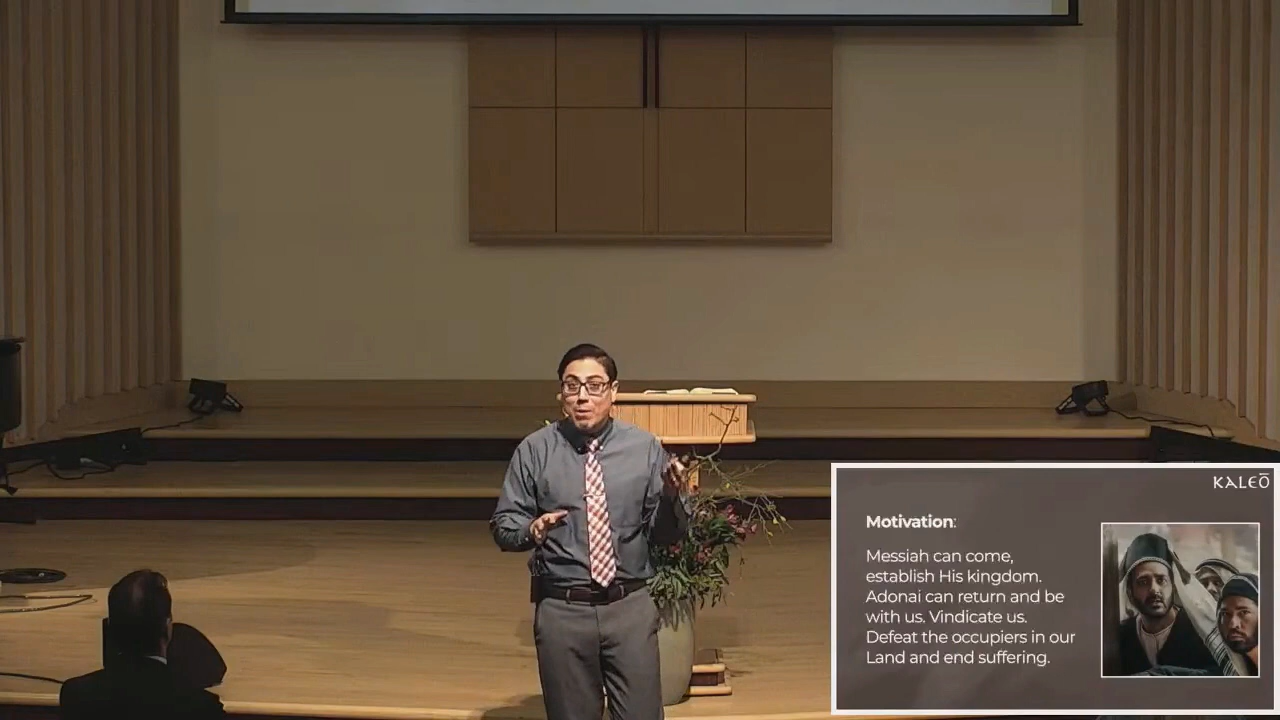 KALEŌ
Motivation:
Messiah can come,
establish His kingdom.
Adonai can return and be
with us. Vindicate us.
Defeat the occupiers in our
Land and end suffering.